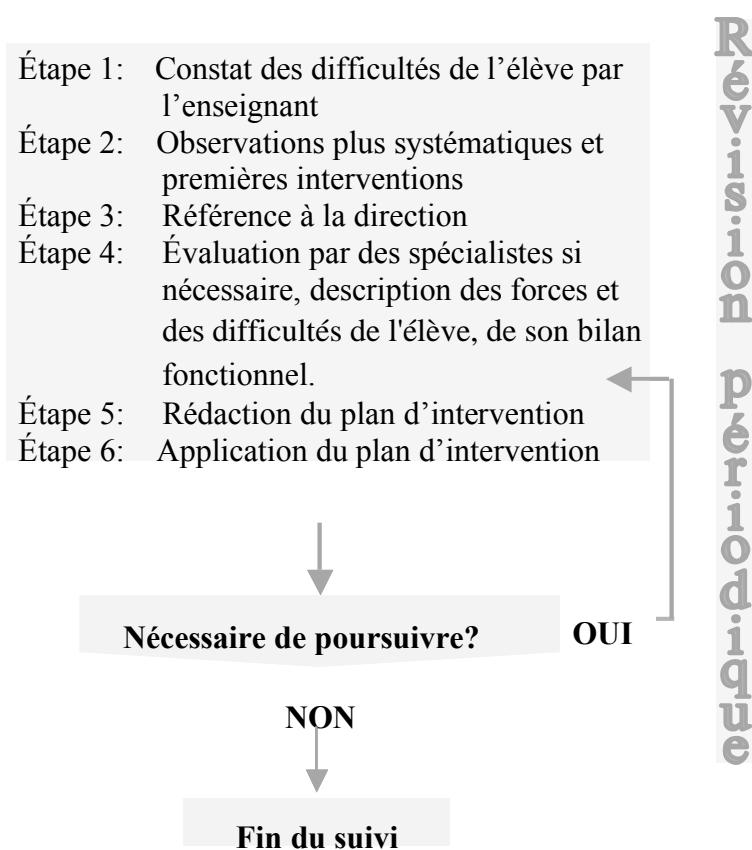 Étape 1: Constat des difficultés de l’élève par
l’enseignant
Étape 2: Observations plus systématiques et
premières interventions
Étape 3: Référence à la direction
Étape 4: Évaluation par des spécialistes si
nécessaire, description des forces et
des difficultés de l'élève, de son bilan
fonctionnel.
Étape 5: Rédaction du plan d’intervention
Étape 6: Application du plan d’intervention
Nécessaire de poursuivre? OUI
NON
Fin du suivi
Révision périodique